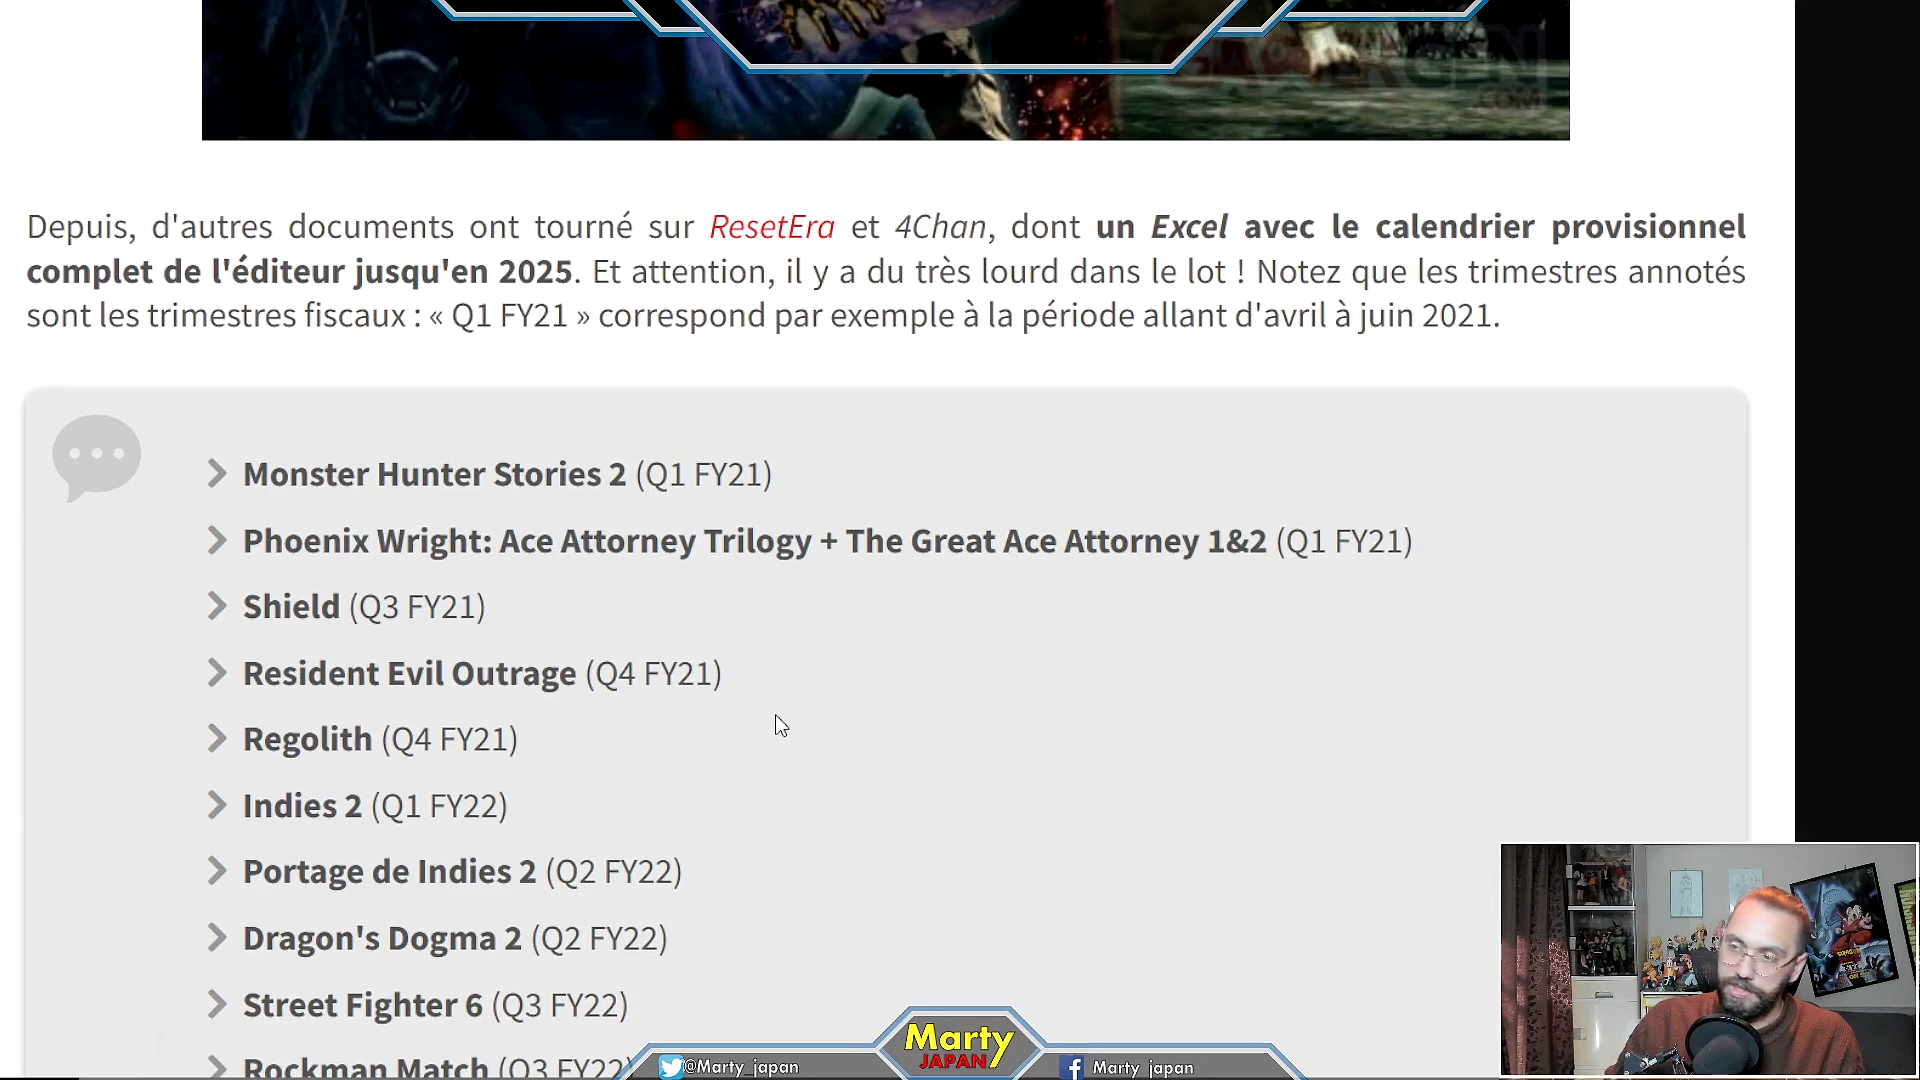 Depuis, d'autres documents ont tourné sur ResetEra et 4Chan, dont un Excel avec le calendrier provisionnel
complet de l'éditeur jusqu'en 2025. Et attention, il y a du très lourd dans le lot ! Notez que les trimestres annotés
sont les trimestres fiscaux : « Q1 FY21 » correspond par exemple à la période allant d'avril à juin 2021.
Monster Hunter Stories 2 (Q1 FY21)
Phoenix Wright: Ace Attorney Trilogy + The Great Ace Attorney 1&2 (Q1 FY21)
Shield (Q3 FY21)
Resident Evil Outrage (Q4 FY21)
Regolith (Q4 FY21)
Indies 2 (Q1 FY22)
Portage de Indies 2 (Q2 FY22)
Dragon's Dogma 2 (Q2 FY22)
Street Fighter 6 (Q3 FY22)
Rockman Match (Q3 FY22)
Marty
JAPAN
@Marty_japan
Marty japan